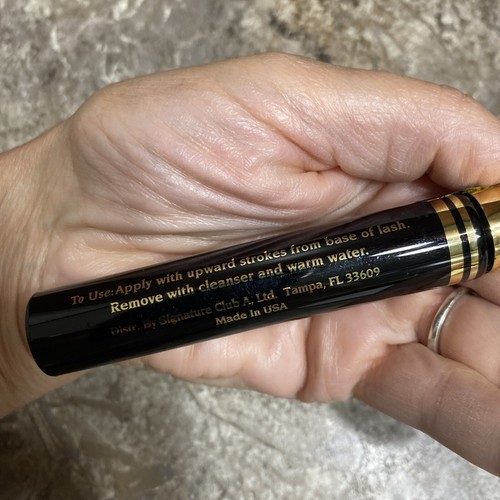 To Use:Apply with upward strokes from base of lash.
Remove with cleanser and warm water.
Distr. By Signature Club A, Ltd. Tampa, FL 33609
Made in USA